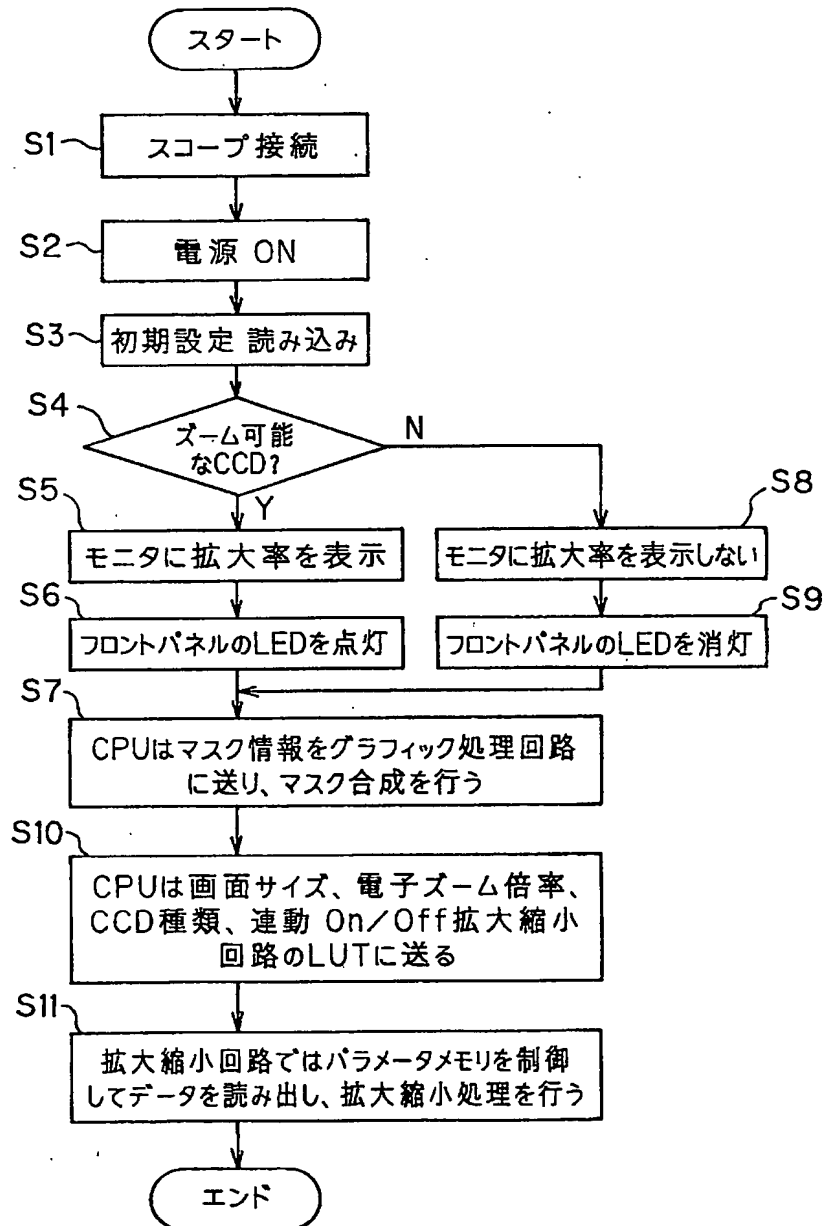 スタート
S1
スコープ接続
S2
電源 ON
S3
初期設定 読み込み
S4
ズーム可能
なCCD?
N
Y
S5
モニタに拡大率を表示
S8
モニタに拡大率を表示しない
S6
フロントパネルのLEDを点灯
S9
フロントパネルのLEDを消灯
S7
CPUはマスク情報をグラフィック処理回路
に送り、マスク合成を行う
S10
CPUは画面サイズ、電子ズーム倍率、
CCD種類、連動 On/Off拡大縮小
回路のLUTに送る
S11
拡大縮小回路ではパラメータメモリを制御
してデータを読み出し、拡大縮小処理を行う
エンド